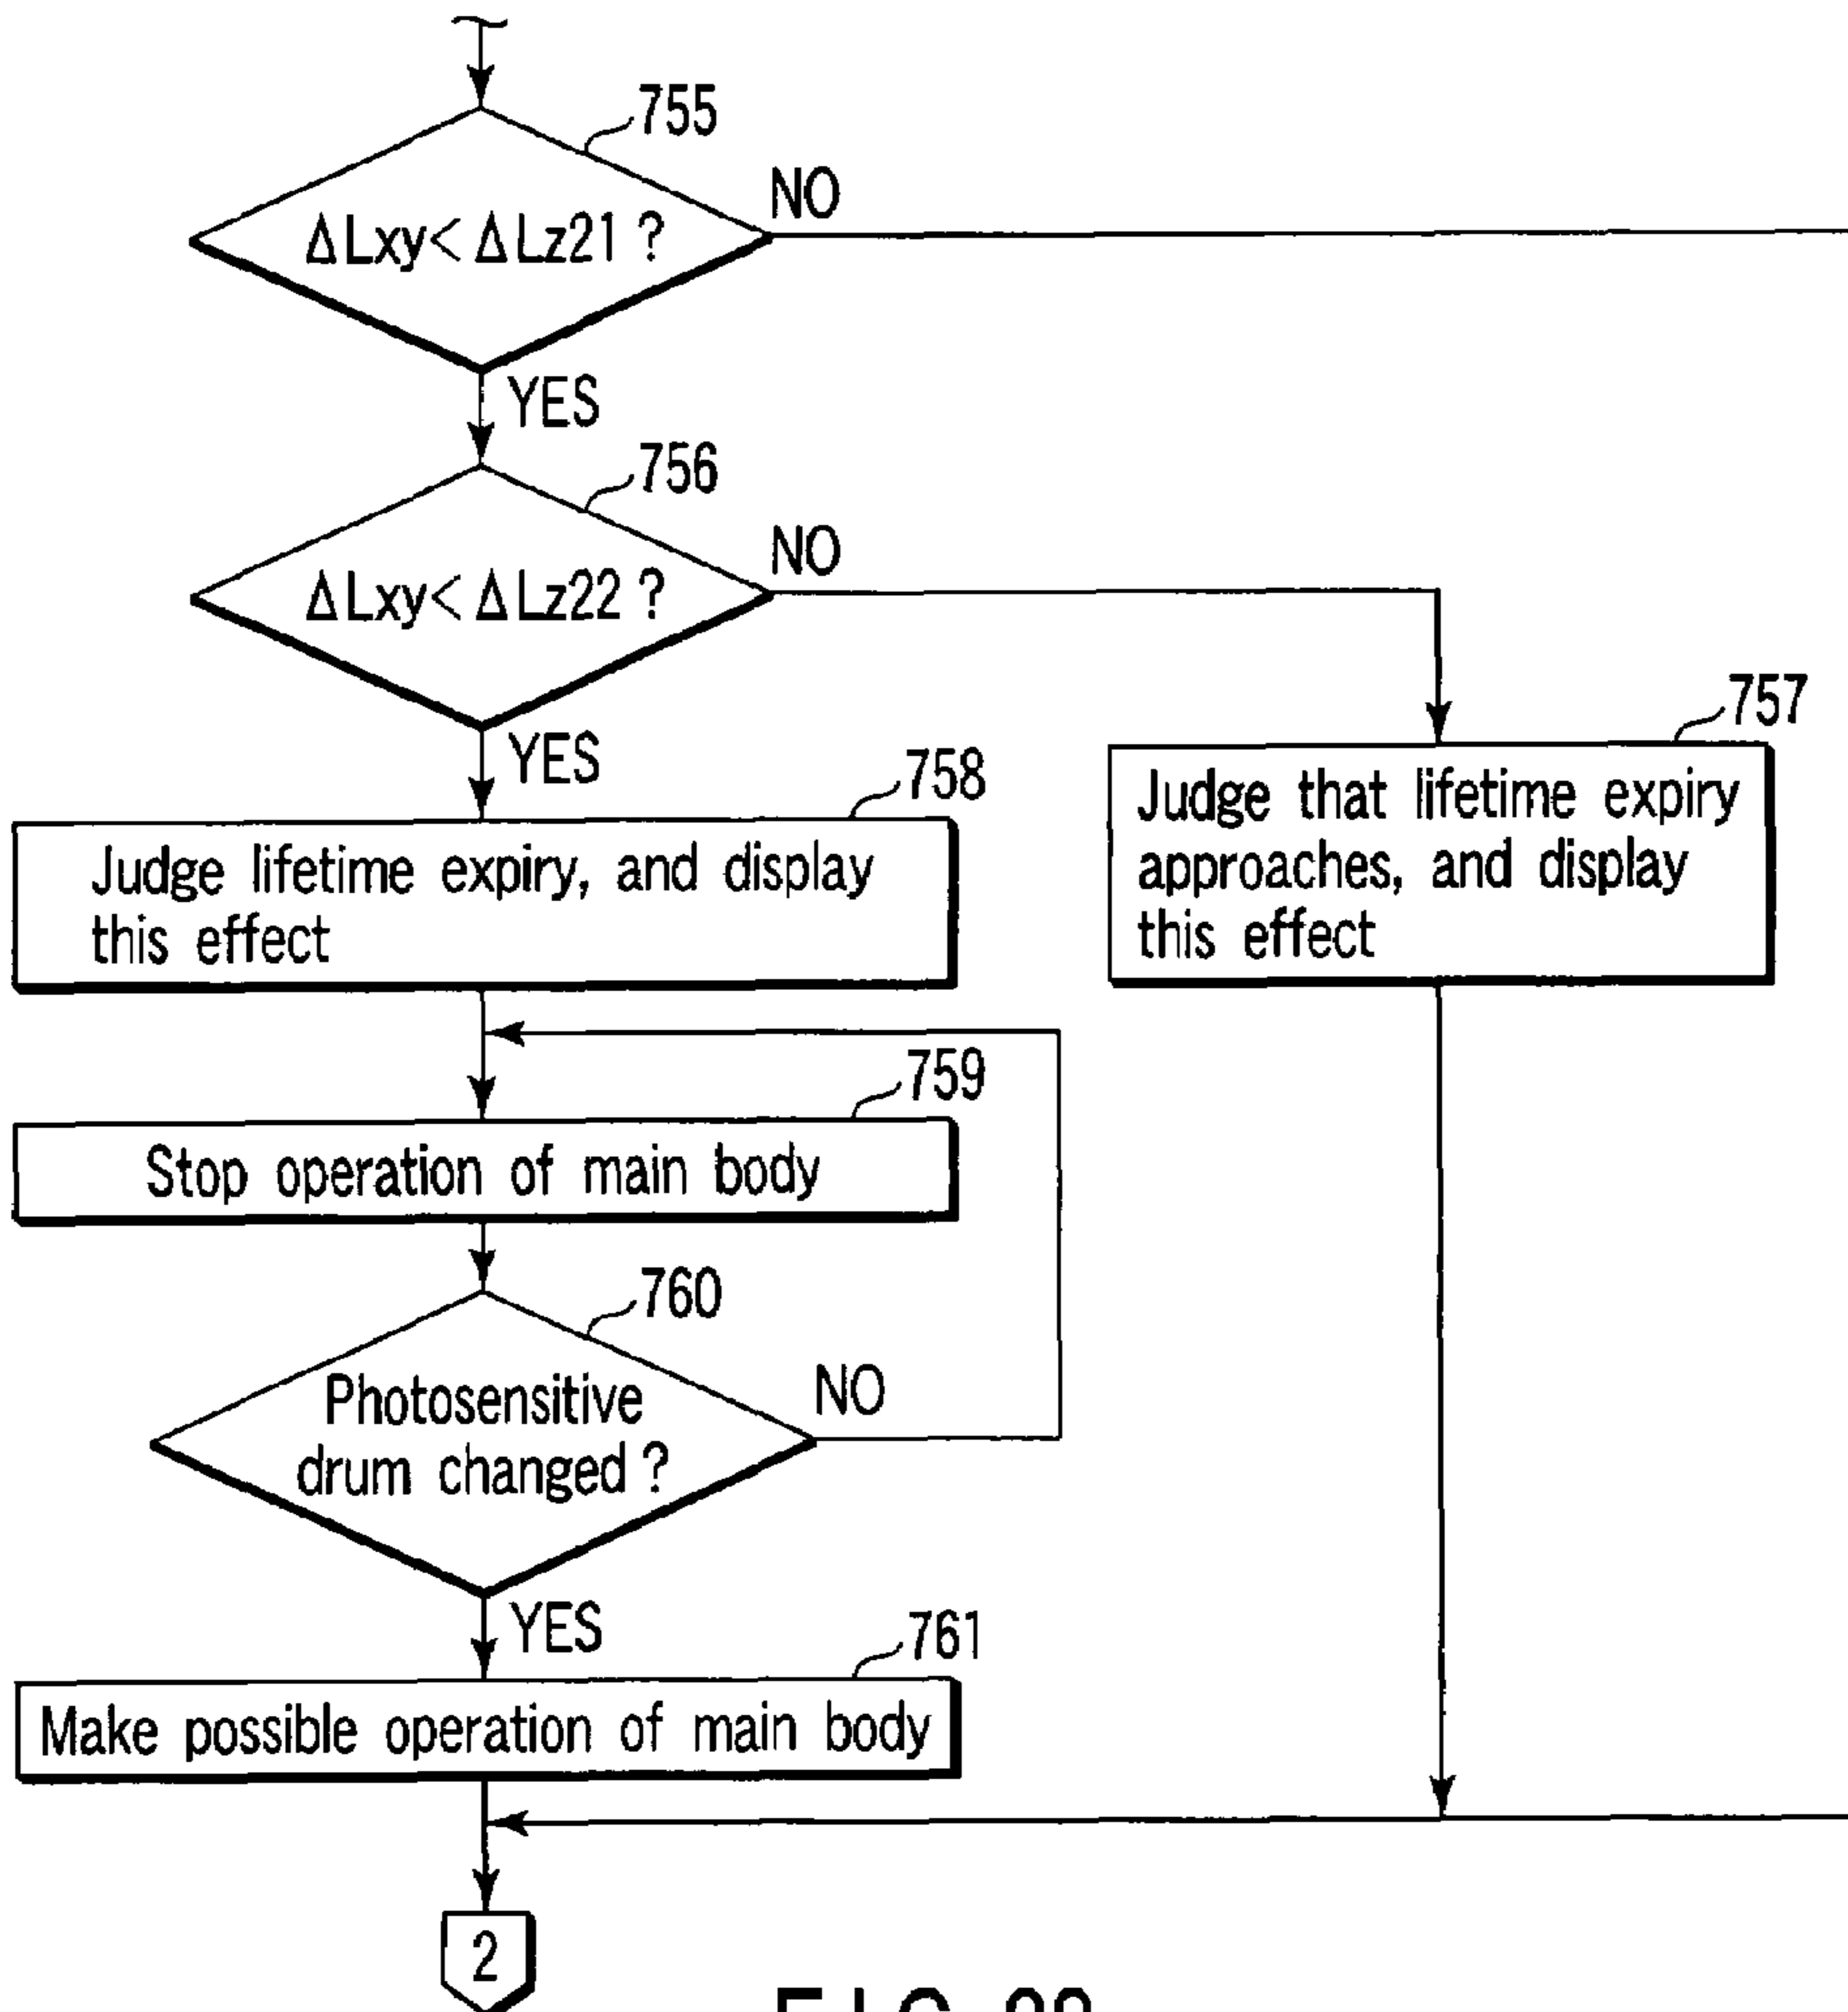 755
ΔLxy< ΔLz21 ?
NO
YES
756
ΔLxy< ΔLz22 ?
NO
YES
757
Judge that lifetime expiry
approaches, and display
this effect
758
Judge lifetime expiry, and display
this effect
759
Stop operation of main body
760
Photosensitive
drum changed ?
NO
YES
761
Make possible operation of main body
2